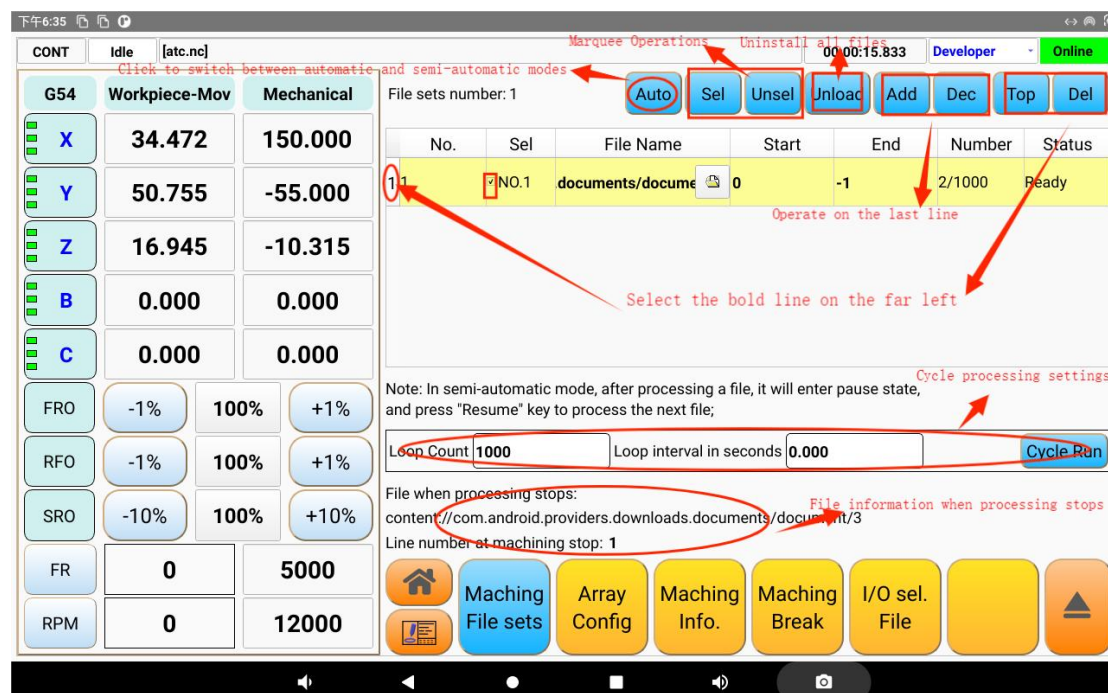 下午6:35
CONT Idle [atc.nc] 00:00:15.833 Developer Online
Marquee Operations Uninstall all files
Click to switch between automatic and semi-automatic modes
G54 Workpiece-Mov Mechanical
File sets number: 1 Auto Sel Unsel Unload Add Dec Top Del
No. Sel File Name Start End Number Status
1 1 NO.1 .documents/docume 0 -1 2/1000 Ready
X 34.472 150.000
Y 50.755 -55.000
Z 16.945 -10.315
B 0.000 0.000
C 0.000 0.000
Operate on the last line
Select the bold line on the far left
Cycle processing settings
Note: In semi-automatic mode, after processing a file, it will enter pause state,
and press "Resume" key to process the next file;
FRO -1% 100% +1%
RFO -1% 100% +1%
SRO -10% 100% +10%
FR 0 5000
RPM 0 12000
Loop Count 1000 Loop interval in seconds 0.000 Cycle Run
File when processing stops:
File information when processing stops
content://com.android.providers.downloads.documents/document/3
Line number at machining stop: 1
Maching File sets
Array Config
Maching Info.
Maching Break
I/O sel. File